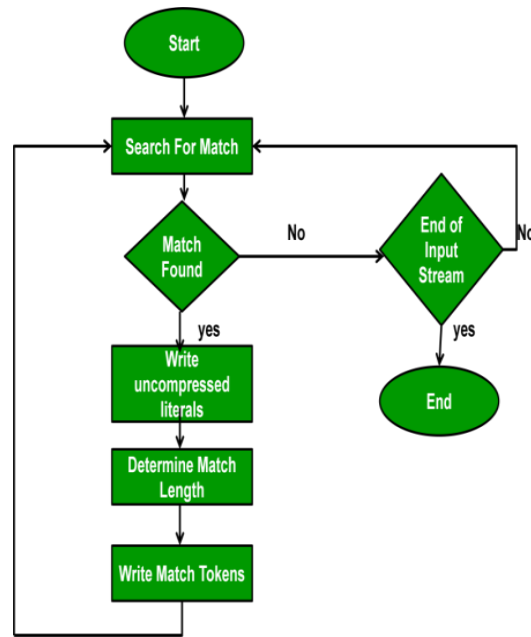 Start
Search For Match
Match
Found
No
End of
Input
Stream
No
yes
yes
Write
uncompressed
literals
End
Determine Match
Length
Write Match Tokens